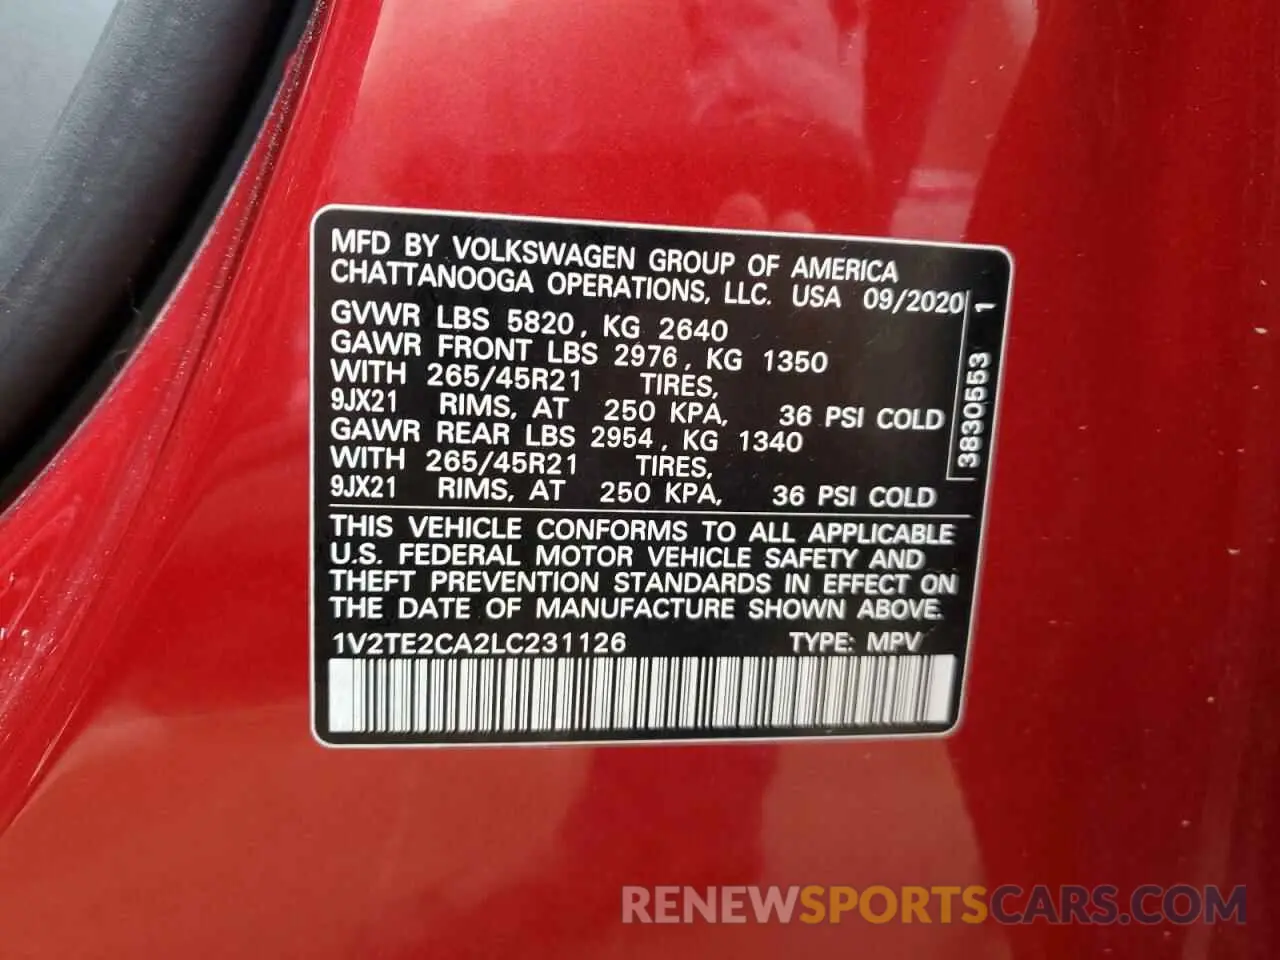 MFD BY VOLKSWAGEN GROUP OF AMERICA
CHATTANOOGA OPERATIONS, LLC. USA 09/2020
GVWR LBS 5820, KG 2640
GAWR FRONT LBS 2976, KG 1350
WITH 265/45R21 TIRES,
9JX21 RIMS, AT 250 KPA, 36 PSI COLD
GAWR REAR LBS 2954, KG 1340
WITH 265/45R21 TIRES,
9JX21 RIMS, AT 250 KPA, 36 PSI COLD
3830553 1
THIS VEHICLE CONFORMS TO ALL APPLICABLE
U.S. FEDERAL MOTOR VEHICLE SAFETY AND
THEFT PREVENTION STANDARDS IN EFFECT ON
THE DATE OF MANUFACTURE SHOWN ABOVE.
1V2TE2CA2LC231126 TYPE: MPV
RENEWSPORTSCARS.COM